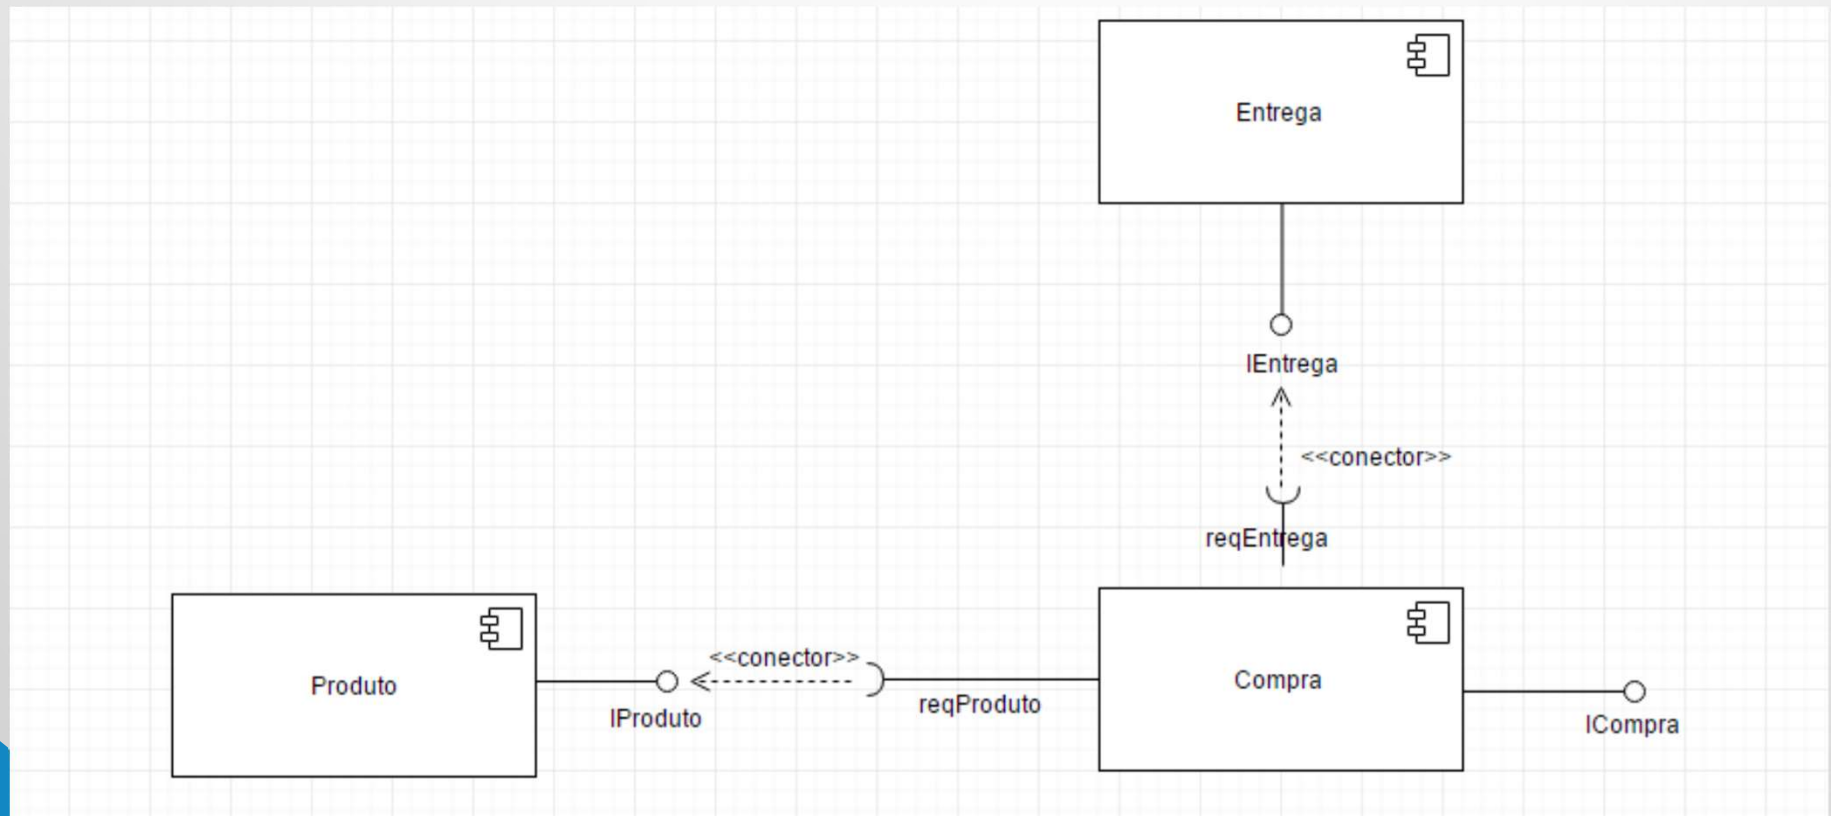 Entrega
IEntrega
<<conector>>
reqEntrega
Produto
<<conector>>
IProduto
reqProduto
Compra
ICompra